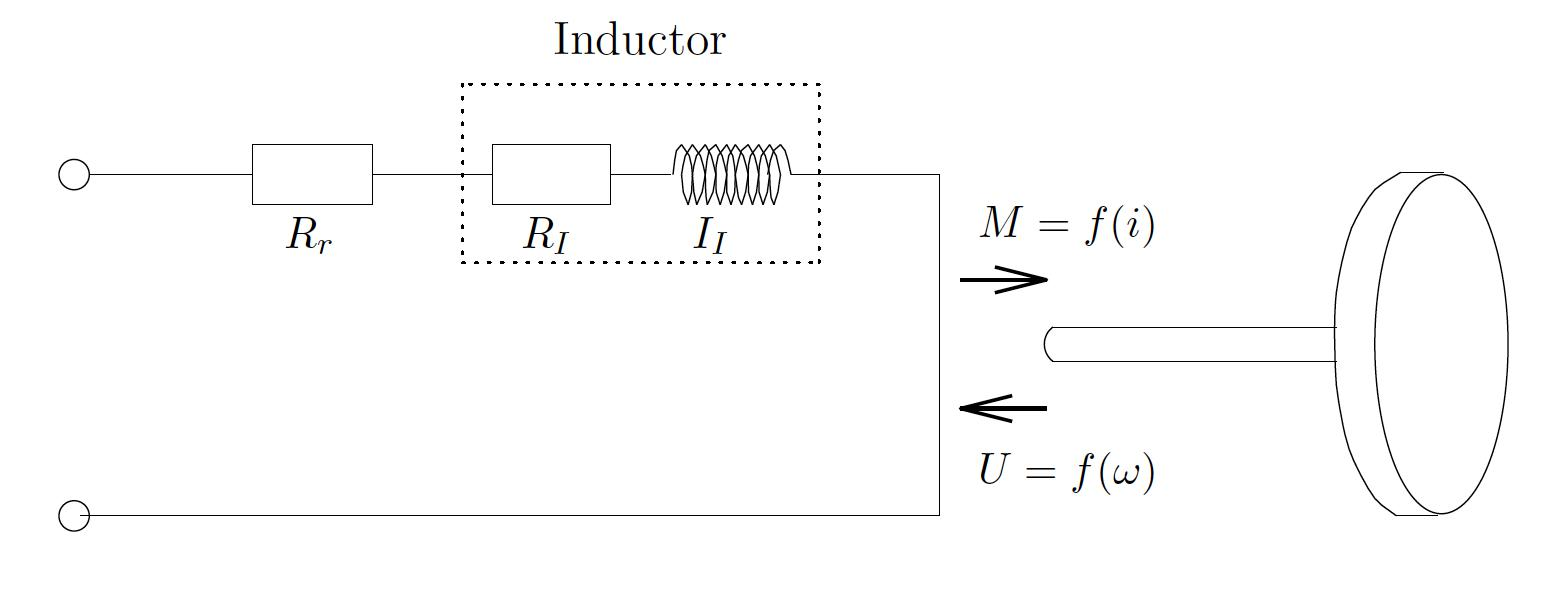 Inductor
R_r
R_I
I_I
M = f(i)
U = f(ω)